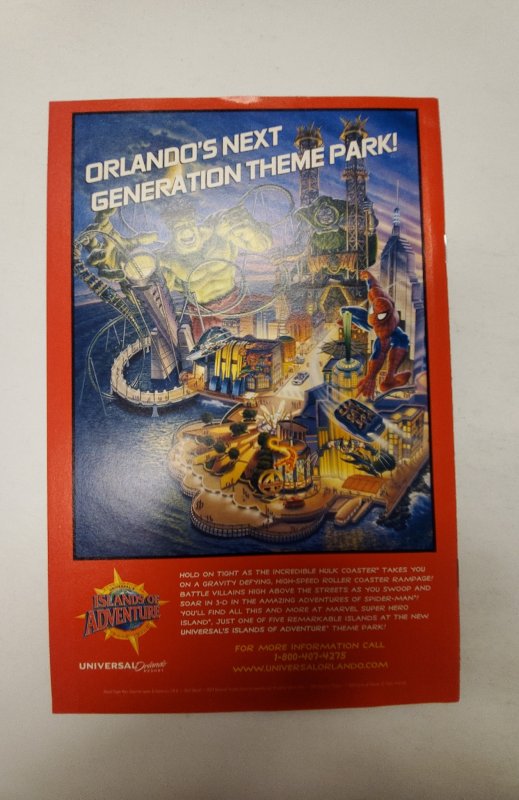 ORLANDO'S NEXT
GENERATION THEME PARK!
HOLD ON TIGHT AS THE INCREDIBLE HULK COASTER® TAKES YOU
ON A GRAVITY DEFYING, HIGH-SPEED ROLLER COASTER RAMPAGE!
BATTLE VILLAINS HIGH ABOVE THE STREETS AS YOU SWOOP AND
SOAR IN 3-D IN THE AMAZING ADVENTURES OF SPIDER-MAN®!
YOU'LL FIND ALL THIS AND MORE AT MARVEL SUPER HERO
ISLAND®, JUST ONE OF FIVE REMARKABLE ISLANDS AT THE NEW
UNIVERSAL'S ISLANDS OF ADVENTURE® THEME PARK!
ISLANDS OF
ADVENTURE
UNIVERSAL Orlando
RESORT
FOR MORE INFORMATION CALL
1-800-407-4275
WWW.UNIVERSALORLANDO.COM